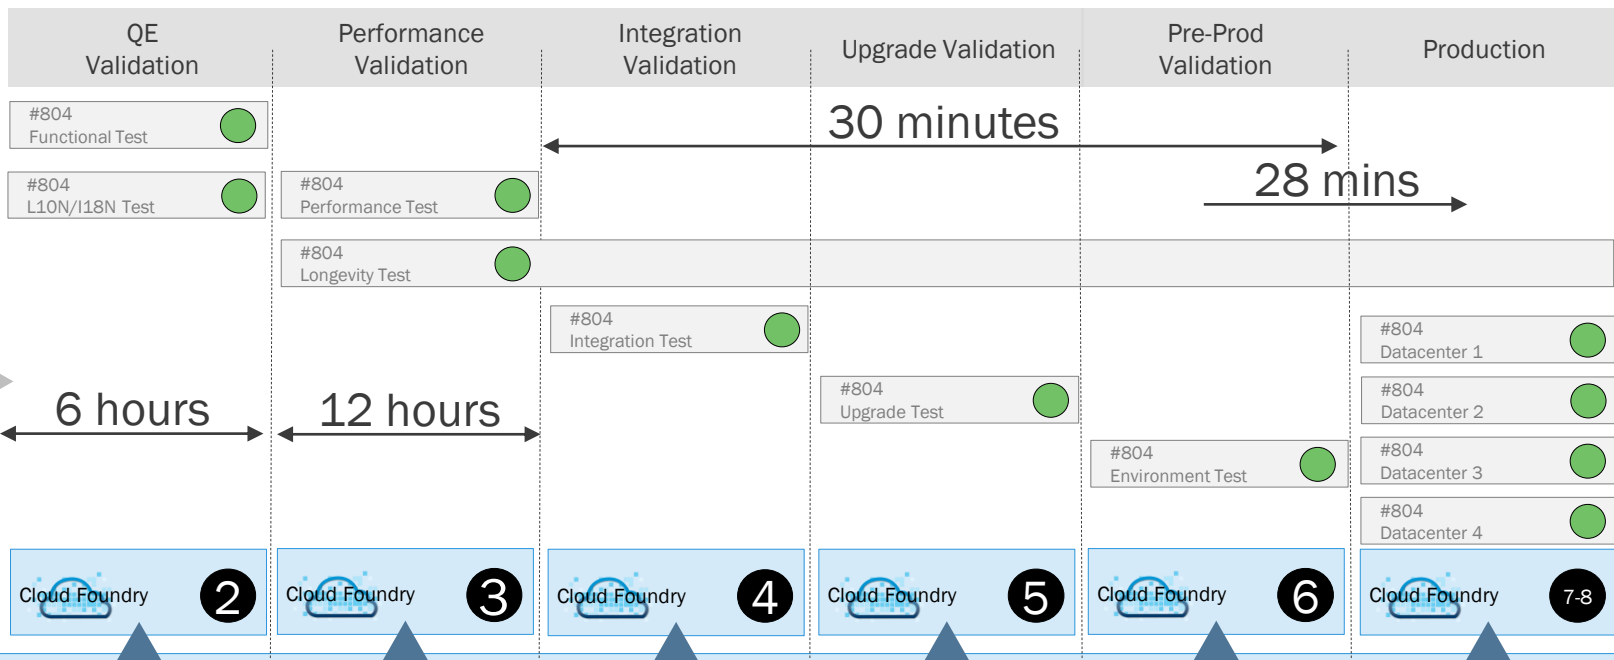 QE
Validation
Performance
Validation
Integration
Validation
Upgrade Validation
Pre-Prod
Validation
Production
#804
Functional Test
30 minutes
#804
L10N/I18N Test
#804
Performance Test
28 mins
#804
Longevity Test
#804
Integration Test
#804
Datacenter 1
6 hours
12 hours
#804
Upgrade Test
#804
Datacenter 2
#804
Environment Test
#804
Datacenter 3
#804
Datacenter 4
Cloud Foundry
2
Cloud Foundry
3
Cloud Foundry
4
Cloud Foundry
5
Cloud Foundry
6
Cloud Foundry
7-8